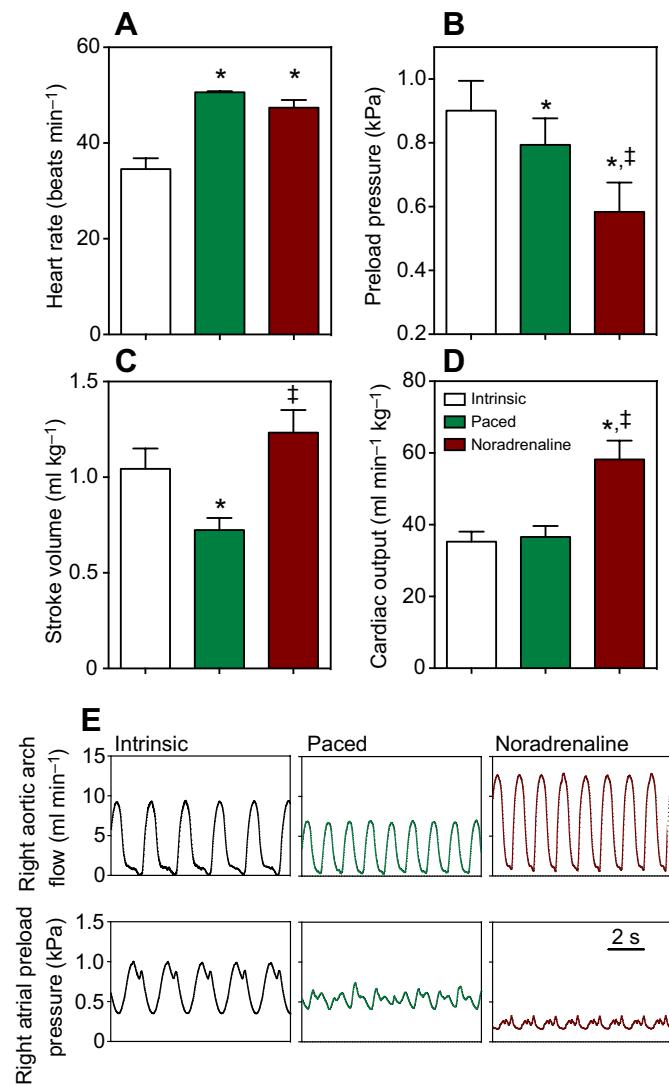 A
Heart rate (beats min⁻¹)
60
40
20
0
*
*
B
Preload pressure (kPa)
1.0
0.8
0.6
0.4
0.2
*
*,‡
C
Stroke volume (ml kg⁻¹)
1.5
1.0
0.5
0
*
‡
D
Cardiac output (ml min⁻¹ kg⁻¹)
80
60
40
20
0
Intrinsic
Paced
Noradrenaline
*,‡
E
Intrinsic
Paced
Noradrenaline
Right aortic arch
flow (ml min⁻¹)
15
10
5
0
Right atrial preload
pressure (kPa)
1.5
1.0
0.5
0
2 s